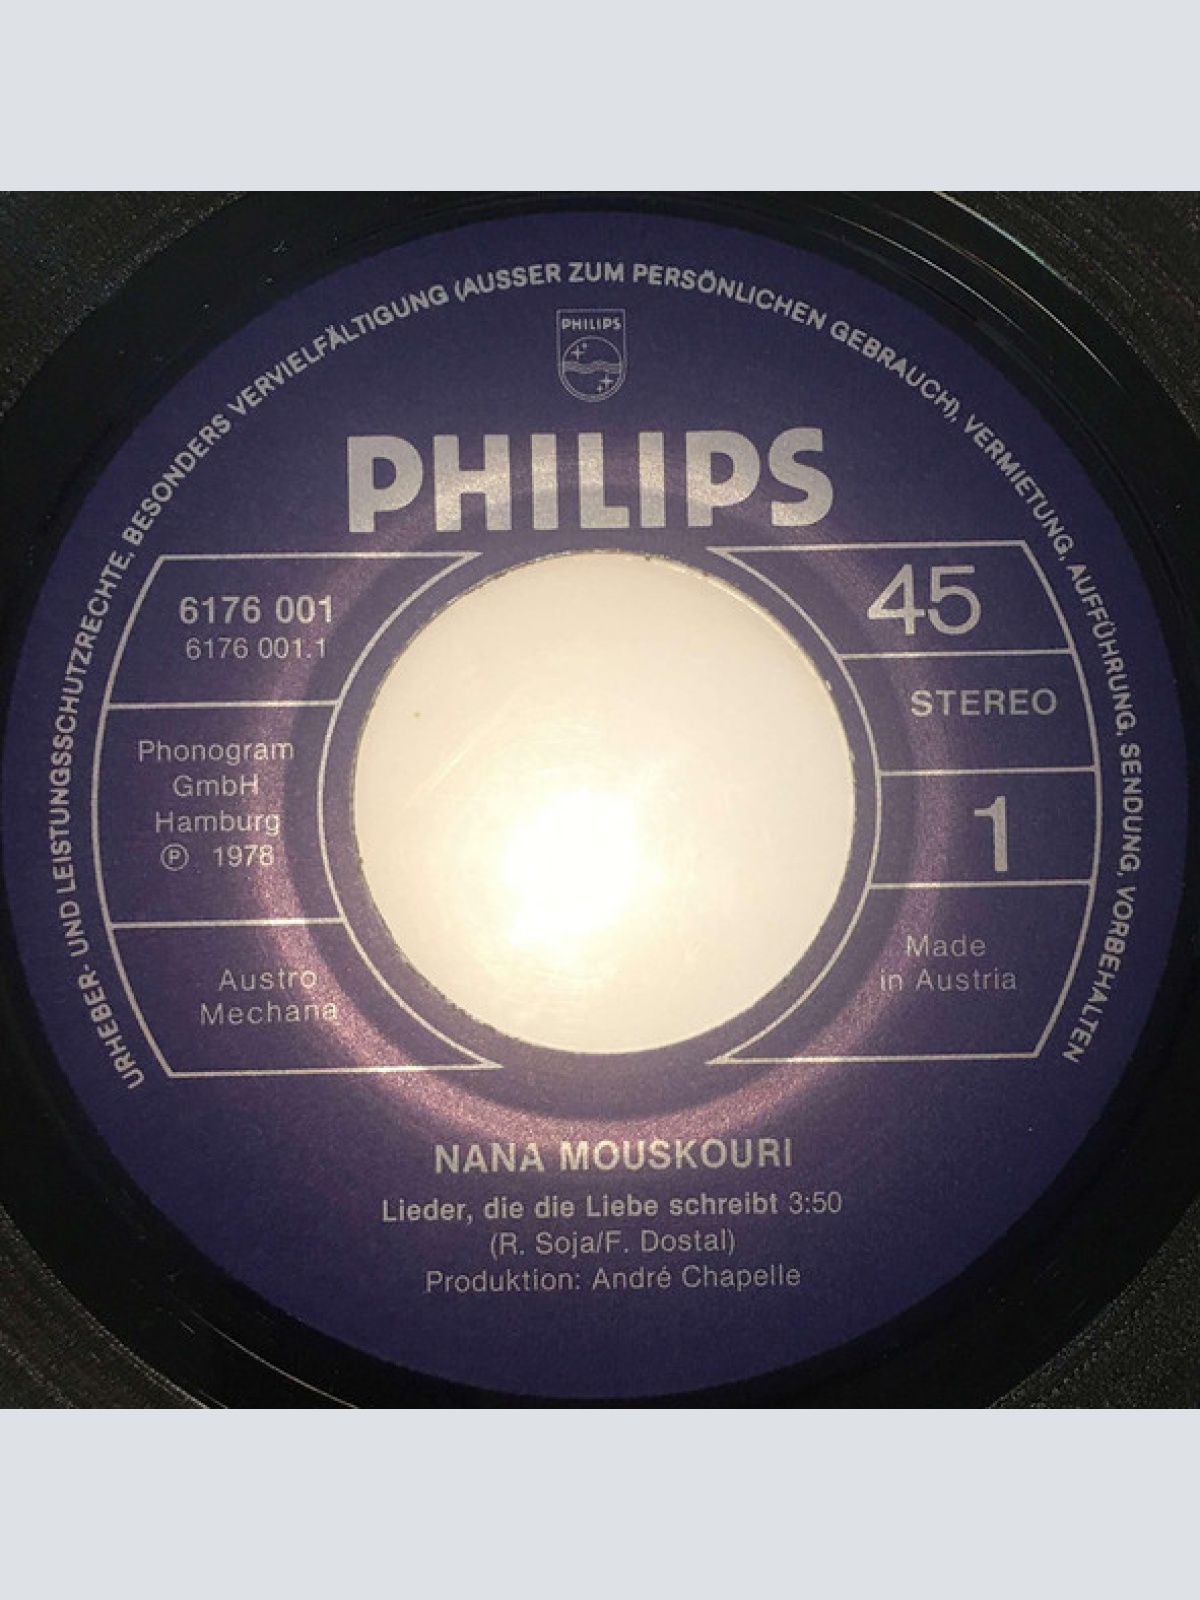 URHEBER- UND LEISTUNGSSCHUTZRECHTE, BESONDERS VERVIELFÄLTIGUNG (AUSSER ZUM PERSÖNLICHEN GEBRAUCH), VERMIETUNG, AUFFÜHRUNG, SENDUNG, VORBEHALTEN
PHILIPS
PHILIPS
6176 001
6176 001.1
Phonogram
GmbH
Hamburg
Ⓟ 1978
Austro
Mechana
45
STEREO
1
Made
in Austria
NANA MOUSKOURI
Lieder, die die Liebe schreibt 3:50
(R. Soja/F. Dostal)
Produktion: André Chapelle